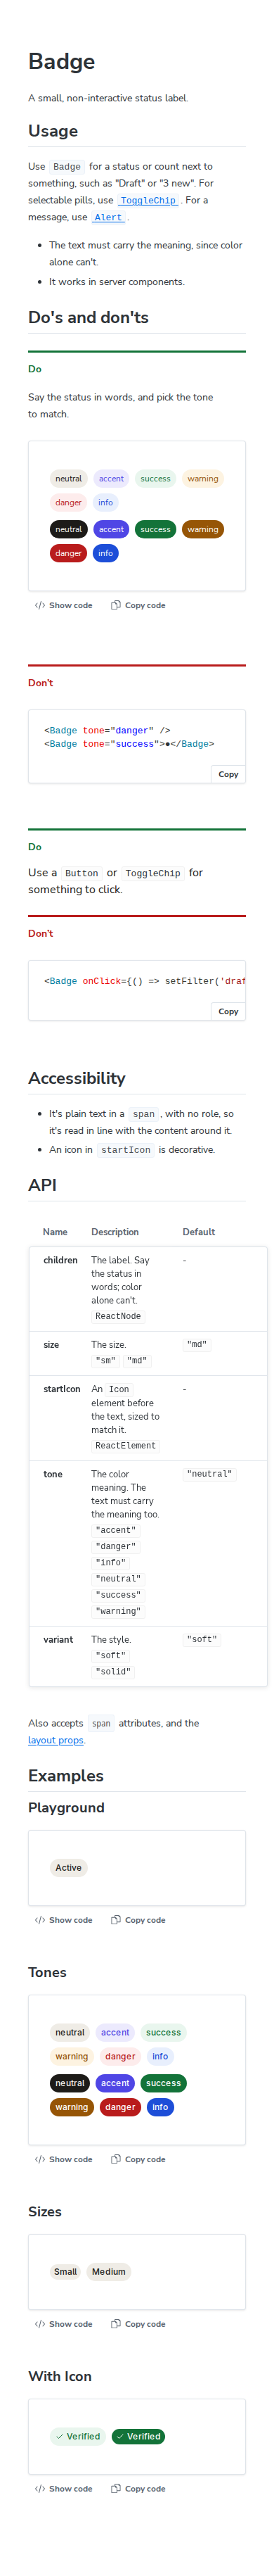 Badge
A small, non-interactive status label.
Usage
Use Badge for a status or count next to
something, such as "Draft" or "3 new". For
selectable pills, use ToggleChip. For a
message, use Alert.
The text must carry the meaning, since color
alone can't.
It works in server components.
Do's and don'ts
Do
Say the status in words, and pick the tone
to match.
neutral accent success warning
danger info
neutral accent success warning
danger info
Show code Copy code
Don't
<Badge tone="danger" />
<Badge tone="success">●</Badge>
Copy
Do
Use a Button or ToggleChip for
something to click.
Don't
<Badge onClick={() => setFilter('draf
Copy
Accessibility
It's plain text in a span, with no role, so
it's read in line with the content around it.
An icon in startIcon is decorative.
API
Name Description Default
children The label. Say -
the status in
words; color
alone can't.
ReactNode
size The size. "md"
"sm" "md"
startIcon An Icon -
element before
the text, sized to
match it.
ReactElement
tone The color "neutral"
meaning. The
text must carry
the meaning too.
"accent"
"danger"
"info"
"neutral"
"success"
"warning"
variant The style. "soft"
"soft"
"solid"
Also accepts span attributes, and the
layout props.
Examples
Playground
Active
Show code Copy code
Tones
neutral accent success
warning danger info
neutral accent success
warning danger info
Show code Copy code
Sizes
Small Medium
Show code Copy code
With Icon
Verified Verified
Show code Copy code